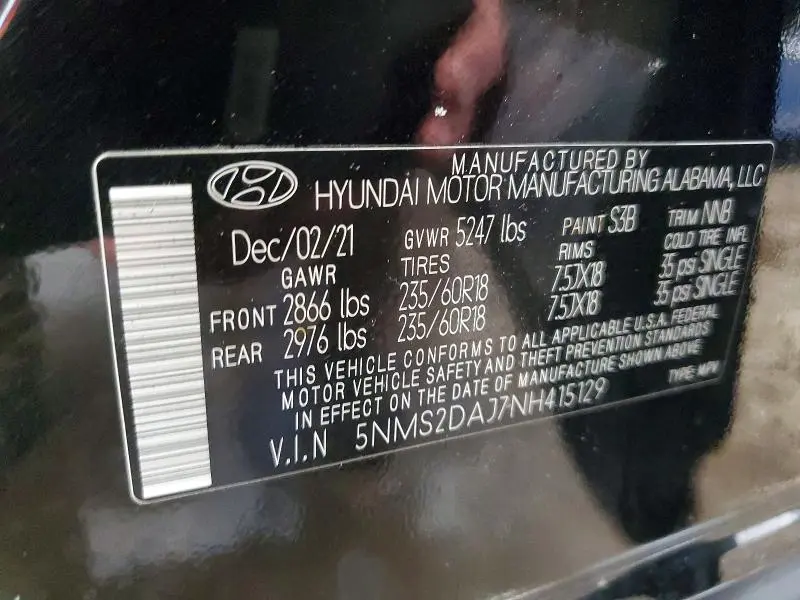 MANUFACTURED BY
HYUNDAI MOTOR MANUFACTURING ALABAMA, LLC
Dec/02/21 GVWR 5247 lbs PAINT S3B TRIM NNB
GAWR TIRES RIMS COLD TIRE INFL
FRONT 2866 lbs 235/60R18 7.5JX18 35 psi SINGLE
REAR 2976 lbs 235/60R18 7.5JX18 35 psi SINGLE
THIS VEHICLE CONFORMS TO ALL APPLICABLE U.S.A. FEDERAL
MOTOR VEHICLE SAFETY AND THEFT PREVENTION STANDARDS
IN EFFECT ON THE DATE OF MANUFACTURE SHOWN ABOVE
V.I.N 5NMS2DAJ7NH415129 TYPE: MPV